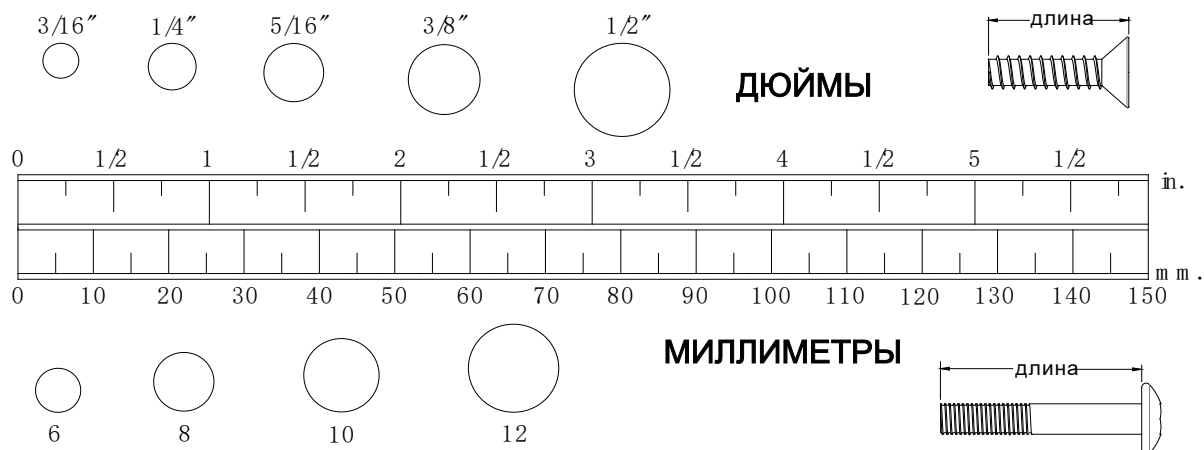 3/16″ 1/4″ 5/16″ 3/8″ 1/2″
длина
ДЮЙМЫ
0 1/2 1 1/2 2 1/2 3 1/2 4 1/2 5 1/2
in.
mm.
0 10 20 30 40 50 60 70 80 90 100 110 120 130 140 150
МИЛЛИМЕТРЫ
длина
6 8 10 12